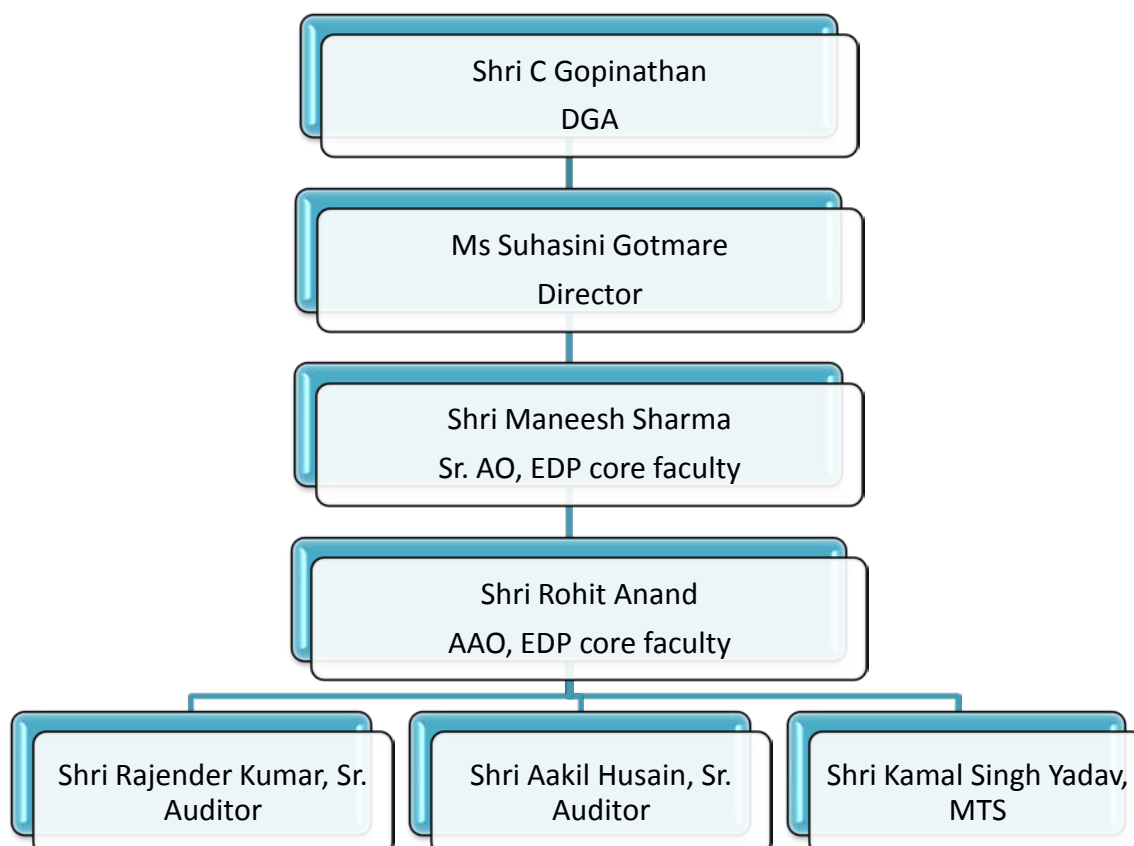 Shri C Gopinathan
DGA
Ms Suhasini Gotmare
Director
Shri Maneesh Sharma
Sr. AO, EDP core faculty
Shri Rohit Anand
AAO, EDP core faculty
Shri Rajender Kumar, Sr.
Auditor
Shri Aakil Husain, Sr.
Auditor
Shri Kamal Singh Yadav,
MTS